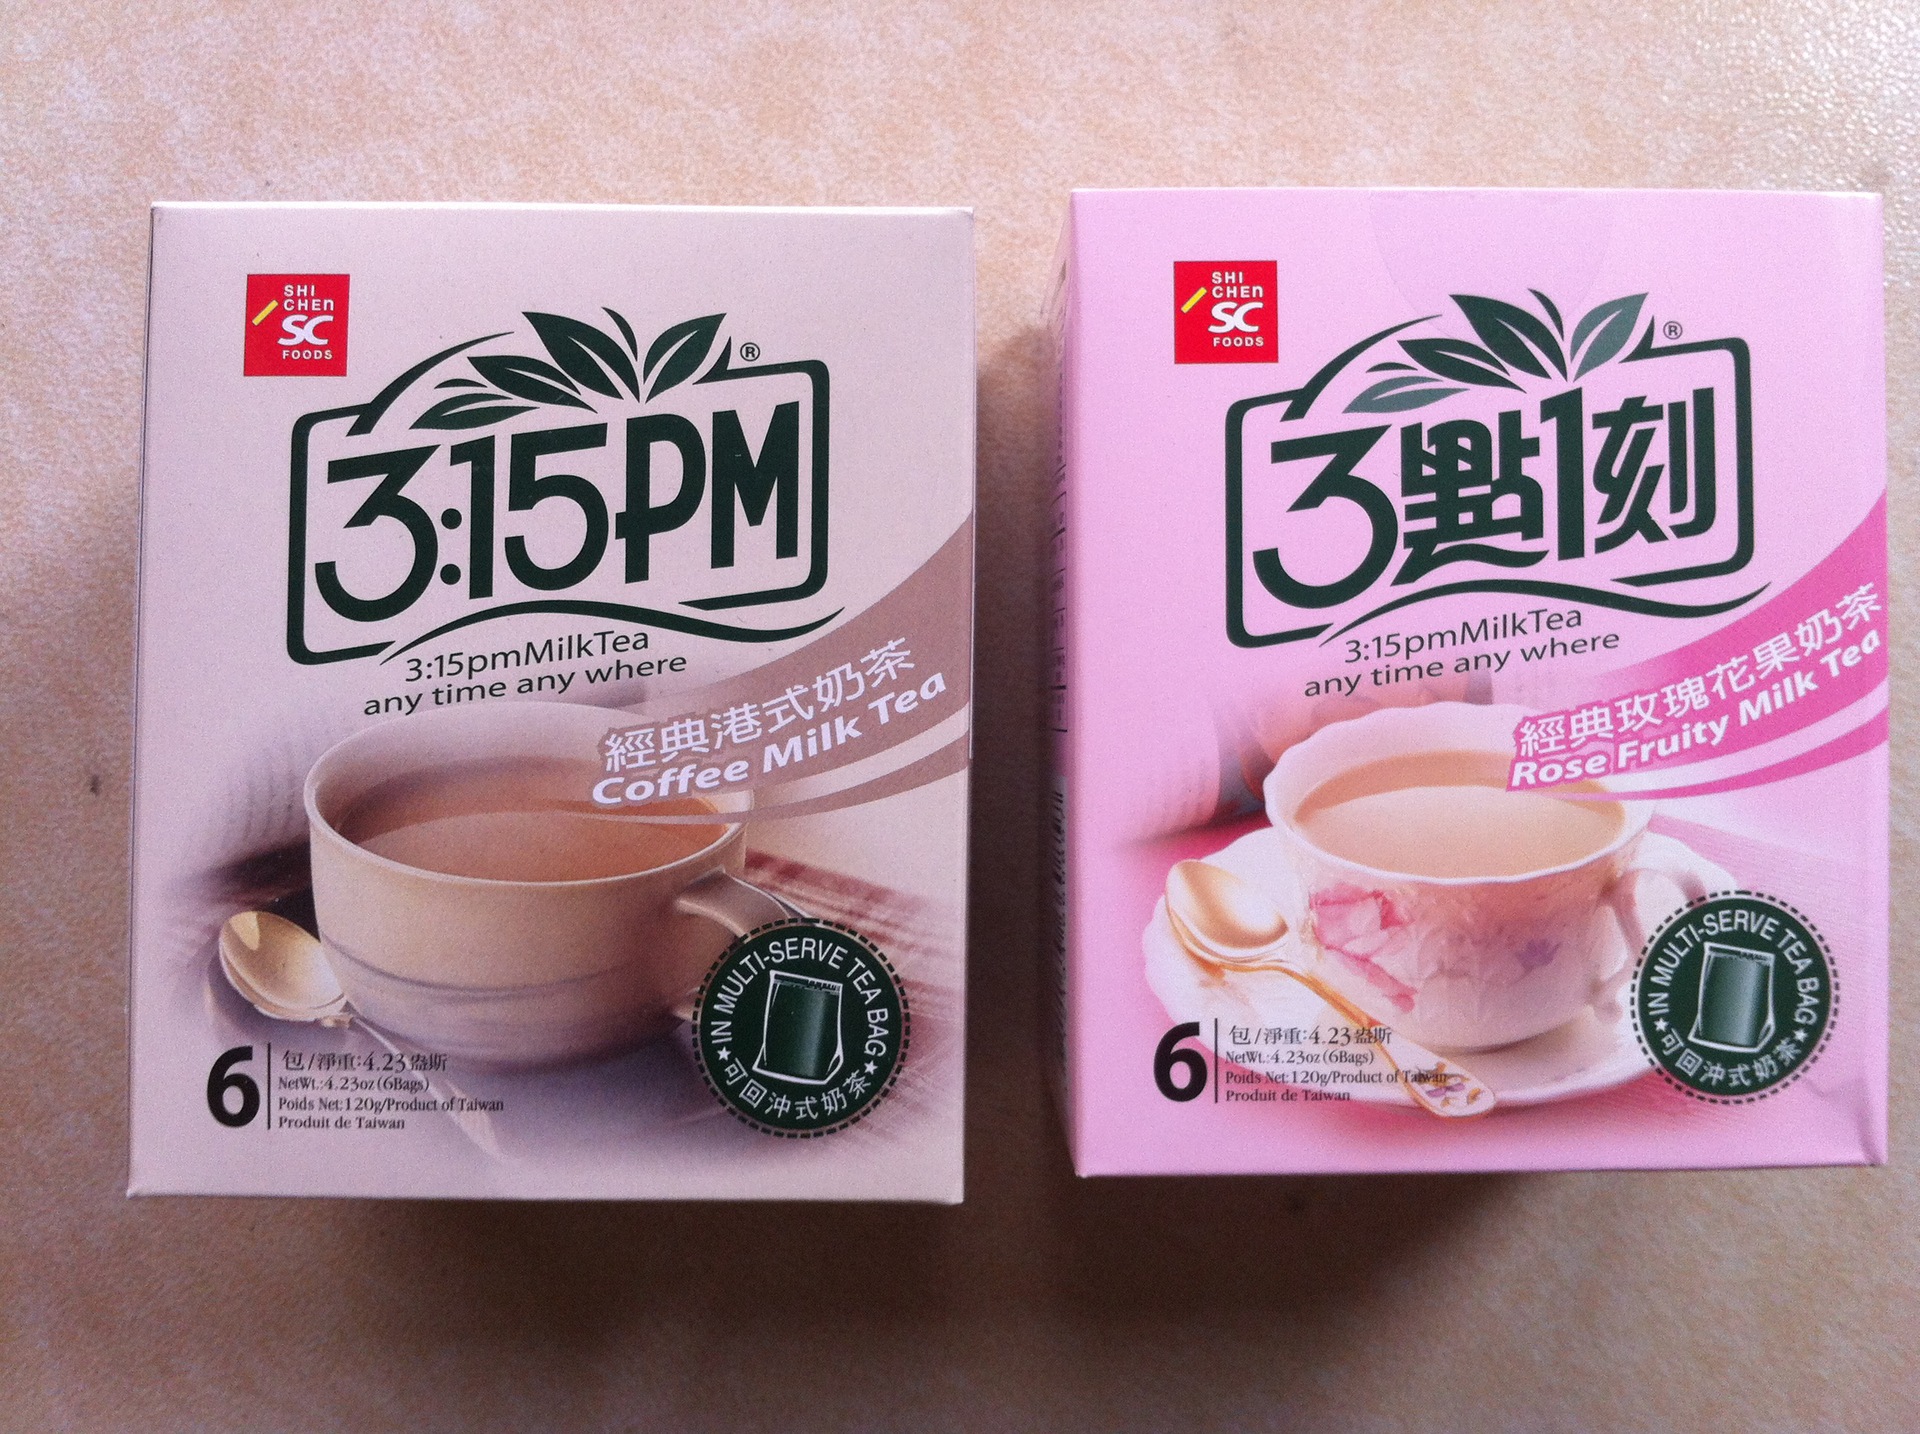 SHI
CHEN
SC
FOODS
3:15PM®
3:15pmMilkTea
any time any where
經典港式奶茶
Coffee Milk Tea
★IN MULTI-SERVE TEA BAG★
可回沖式奶茶
6
包/淨重:4.23盎斯
NetWt.:4.23oz(6Bags)
Poids Net:120g/Product of Taiwan
Produit de Taiwan
SHI
CHEN
SC
FOODS
3點1刻®
3:15pmMilkTea
any time any where
經典玫瑰花果奶茶
Rose Fruity Milk Tea
★IN MULTI-SERVE TEA BAG★
可回沖式奶茶
6
包/淨重:4.23盎斯
NetWt.:4.23oz(6Bags)
Poids Net:120g/Product of Taiwan
Produit de Taiwan